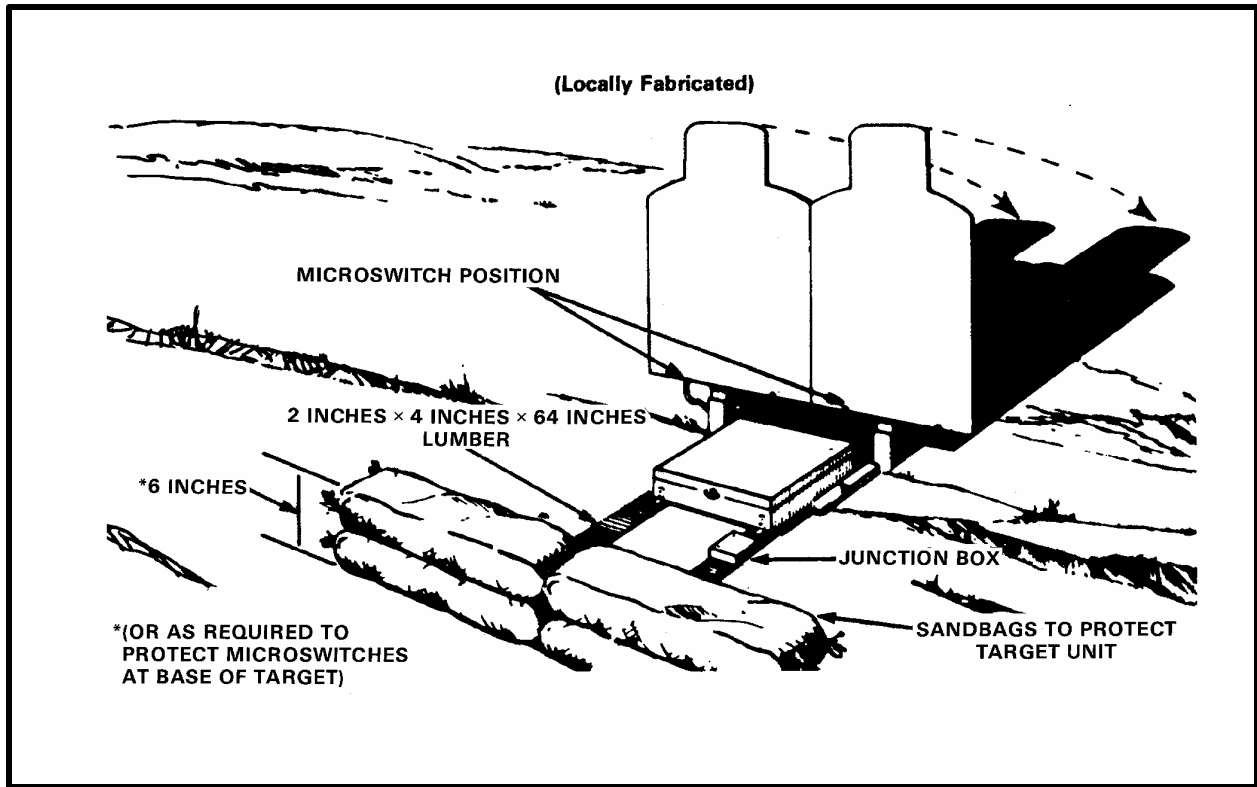 (Locally Fabricated)
MICROSWITCH POSITION
2 INCHES × 4 INCHES × 64 INCHES
LUMBER
*6 INCHES
JUNCTION BOX
*(OR AS REQUIRED TO
PROTECT MICROSWITCHES
AT BASE OF TARGET)
SANDBAGS TO PROTECT
TARGET UNIT